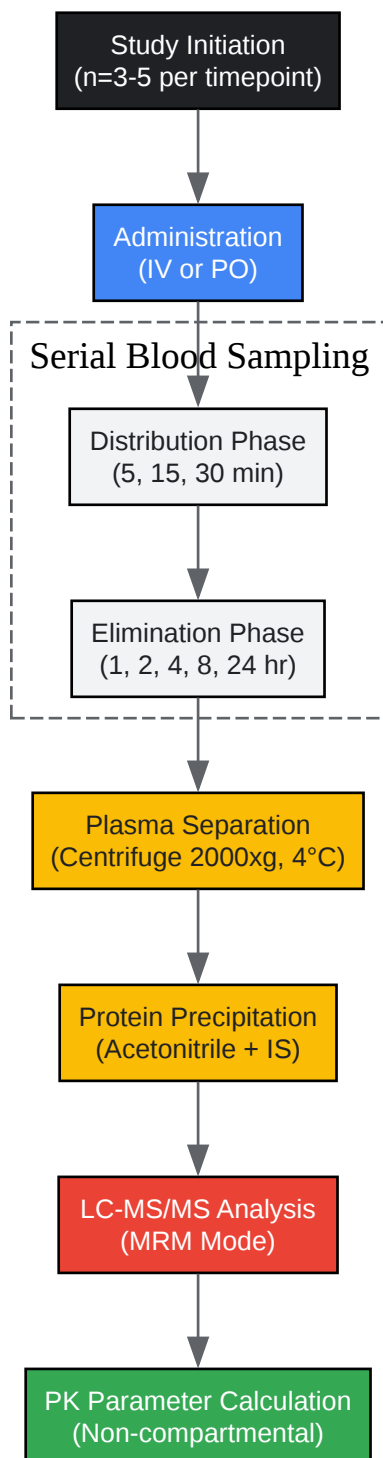 Study Initiation
(n=3-5 per timepoint)
Administration
(IV or PO)
Serial Blood Sampling
Distribution Phase
(5, 15, 30 min)
Elimination Phase
(1, 2, 4, 8, 24 hr)
Plasma Separation
(Centrifuge 2000xg, 4°C)
Protein Precipitation
(Acetonitrile + IS)
LC-MS/MS Analysis
(MRM Mode)
PK Parameter Calculation
(Non-compartmental)